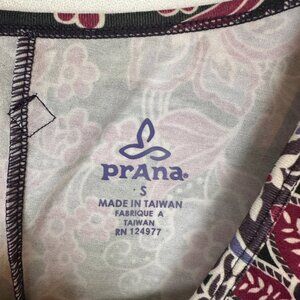 prAna®
S
MADE IN TAIWAN
FABRIQUE A
TAIWAN
RN 124977